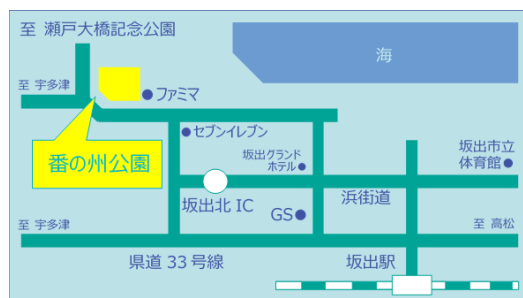 至 瀬戸大橋記念公園
海
至 宇多津
ファミマ
セブンイレブン
番の州公園
坂出グランド
ホテル
坂出市立
体育館
坂出北 IC
浜街道
GS
至 宇多津
至 高松
県道 33 号線
坂出駅